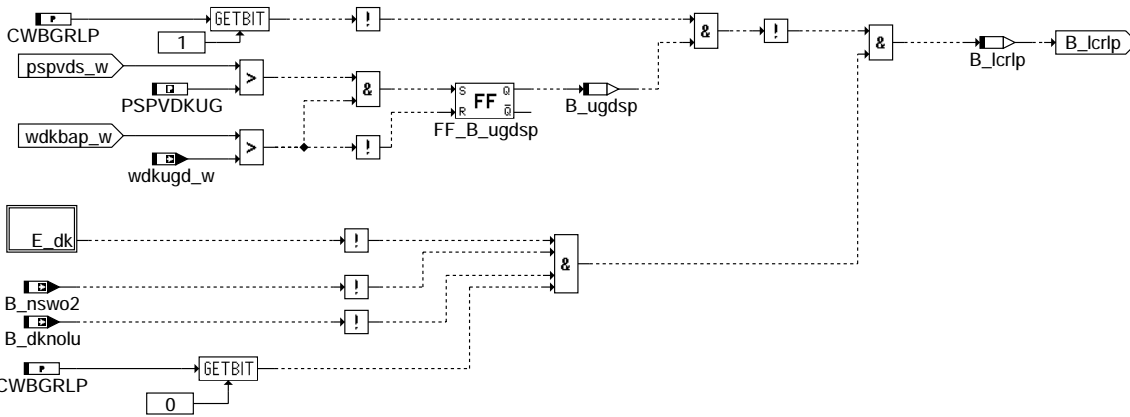 P
CWBGRLP
GETBIT
1
!
&
!
&
B_lcrlp
B_lcrlp
pspvds_w
P
PSPVDKUG
>
&
S Q
FF
R Q
FF_B_ugdsp
B_ugdsp
wdkbap_w
wdkugd_w
>
!
E_dk
!
&
B_nswo2
!
B_dknolu
!
P
CWBGRLP
GETBIT
0